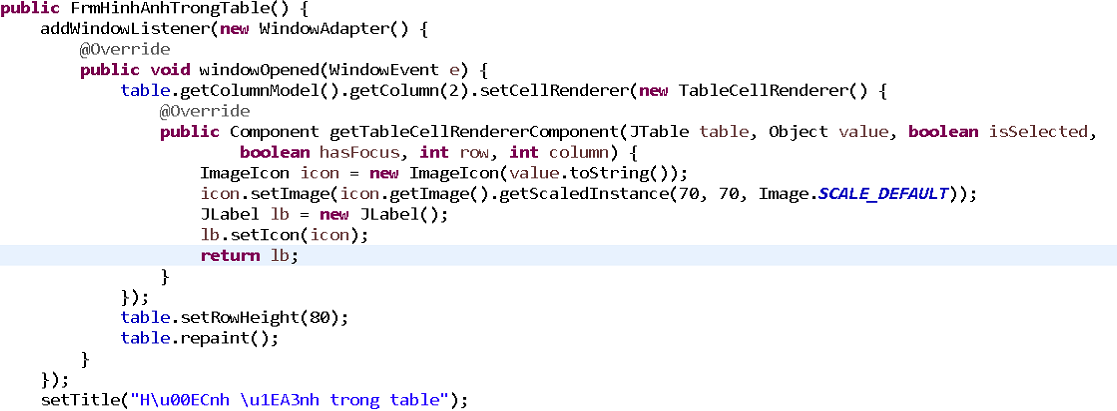 public FrmHinhAnhTrongTable() {
    addWindowListener(new WindowAdapter() {
        @Override
        public void windowOpened(WindowEvent e) {
            table.getColumnModel().getColumn(2).setCellRenderer(new TableCellRenderer() {
                @Override
                public Component getTableCellRendererComponent(JTable table, Object value, boolean isSelected,
                        boolean hasFocus, int row, int column) {
                    ImageIcon icon = new ImageIcon(value.toString());
                    icon.setImage(icon.getImage().getScaledInstance(70, 70, Image.SCALE_DEFAULT));
                    JLabel lb = new JLabel();
                    lb.setIcon(icon);
                    return lb;
                }
            });
            table.setRowHeight(80);
            table.repaint();
        }
    });
    setTitle("H\u00ECnh \u1EA3nh trong table");